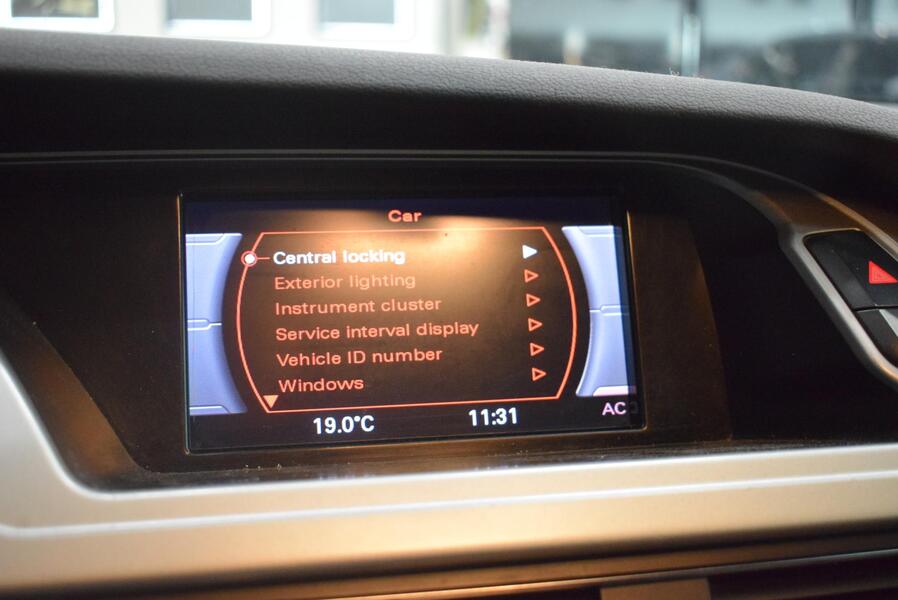 Car
Central locking
Exterior lighting
Instrument cluster
Service interval display
Vehicle ID number
Windows
19.0°C 11:31 AC